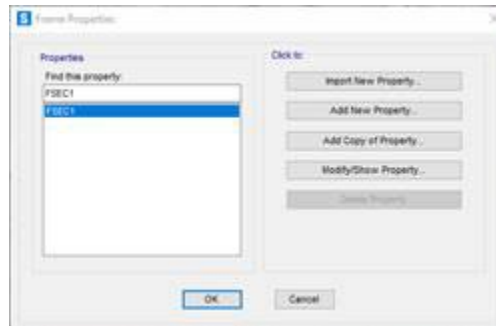 S Frame Properties
Properties
Find this property:
FSEC1
FSEC1
Click to:
Import New Property...
Add New Property...
Add Copy of Property...
Modify/Show Property...
Delete Property
OK
Cancel